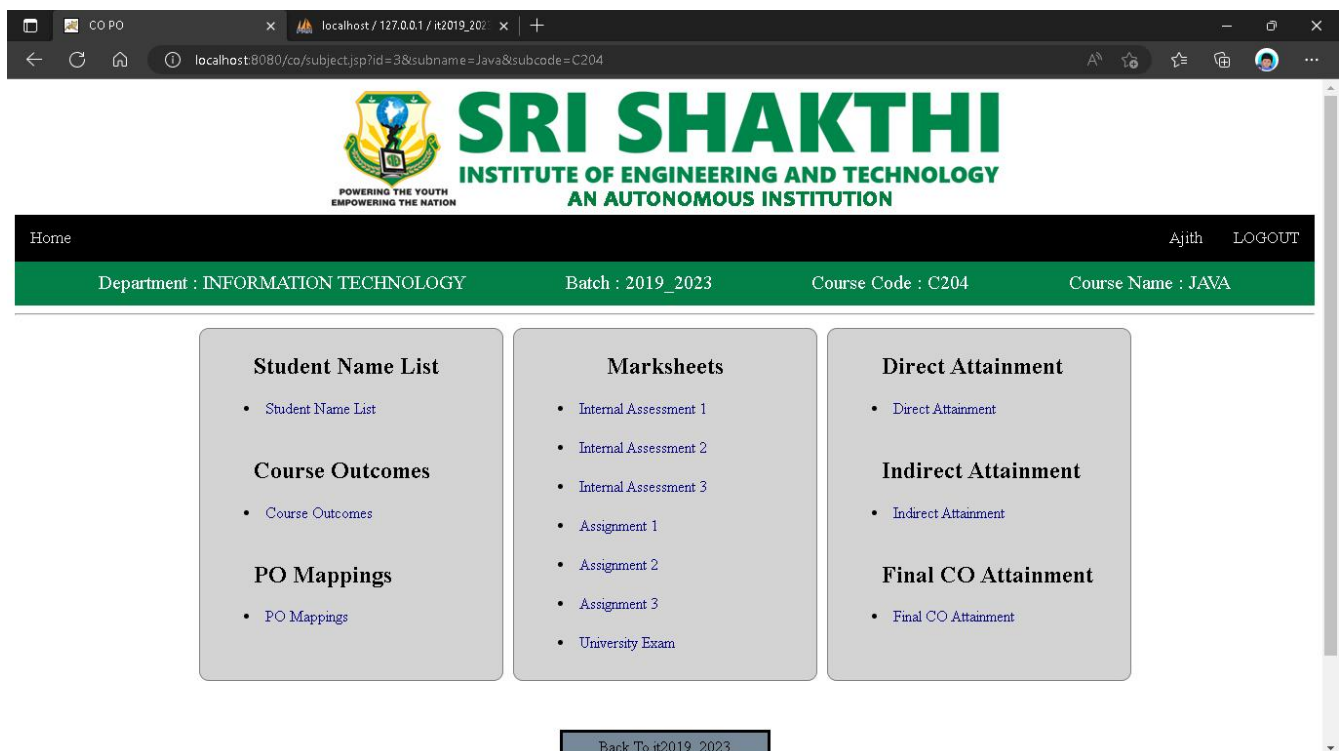 CO PO
localhost / 127.0.0.1 / it2019_202
localhost:8080/co/subject.jsp?id=3&subname=Java&subcode=C204
SRI SHAKTHI
INSTITUTE OF ENGINEERING AND TECHNOLOGY
AN AUTONOMOUS INSTITUTION
POWERING THE YOUTH
EMPOWERING THE NATION
Home Ajith LOGOUT
Department : INFORMATION TECHNOLOGY Batch : 2019_2023 Course Code : C204 Course Name : JAVA
Student Name List
• Student Name List
Course Outcomes
• Course Outcomes
PO Mappings
• PO Mappings
Marksheets
• Internal Assessment 1
• Internal Assessment 2
• Internal Assessment 3
• Assignment 1
• Assignment 2
• Assignment 3
• University Exam
Direct Attainment
• Direct Attainment
Indirect Attainment
• Indirect Attainment
Final CO Attainment
• Final CO Attainment
Back To it2019_2023